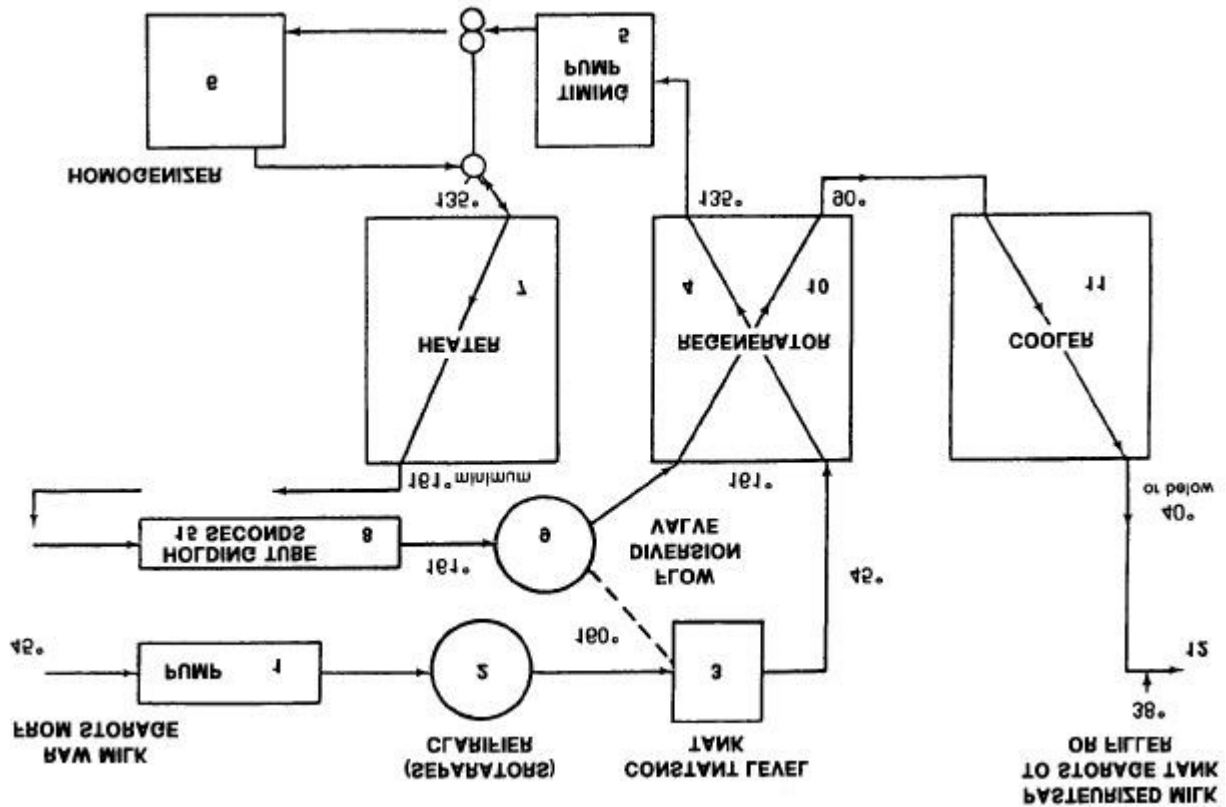 RAW MILK
FROM STORAGE
45°
PUMP 1
CLARIFIER
(SEPARATORS)
2
CONSTANT LEVEL
TANK
3
160°
45°
HOLDING TUBE 8
15 SECONDS
161°
9
FLOW
DIVERSION
VALVE
161° minimum
HEATER
7
135°
161°
REGENERATOR
4
10
135°
90°
HOMOGENIZER
6
TIMING
PUMP
5
COOLER
11
40°
or below
12
38°
PASTEURIZED MILK
TO STORAGE TANK
OR FILLER